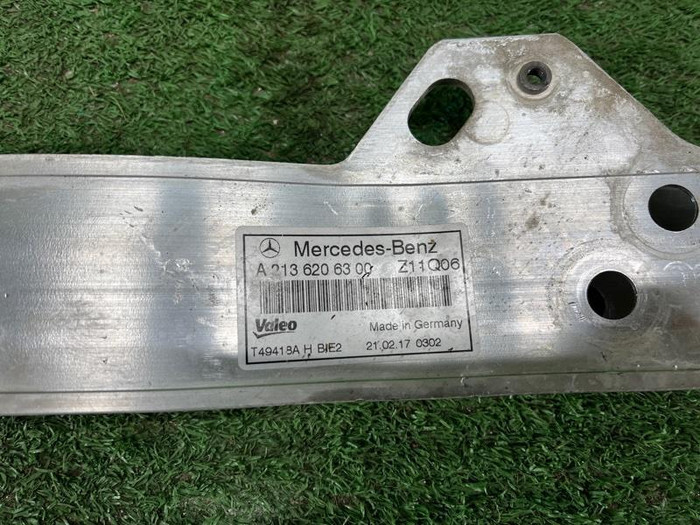 Mercedes-Benz
A 213 620 63 00 Z11Q06
Valeo Made in Germany
T49418A H BIE2 21.02.17 0302